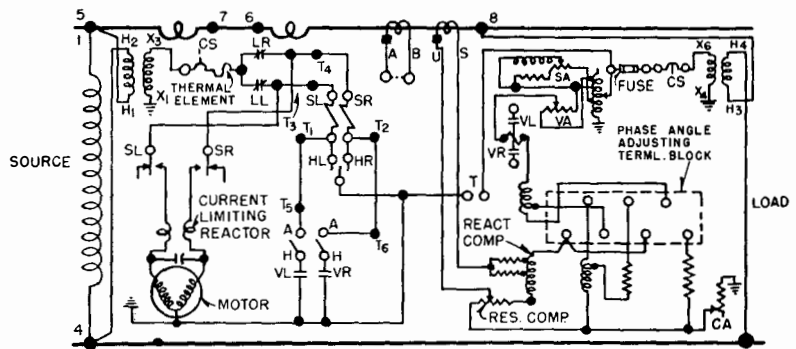 5
7
6
8
1
H2
X3
CS
LR
A
B
U
S
X6
H4
T4
SA
FUSE
CS
H1
X1
THERMAL
ELEMENT
LL
T3
SL
SR
VL
VA
X4
H3
T1
T2
VR
PHASE ANGLE
ADJUSTING
TERML. BLOCK
SOURCE
SL
SR
HL
HR
T
LOAD
CURRENT
LIMITING
REACTOR
T5
T6
A
A
H
H
REACT
COMP.
VL
VR
MOTOR
RES. COMP.
CA
4